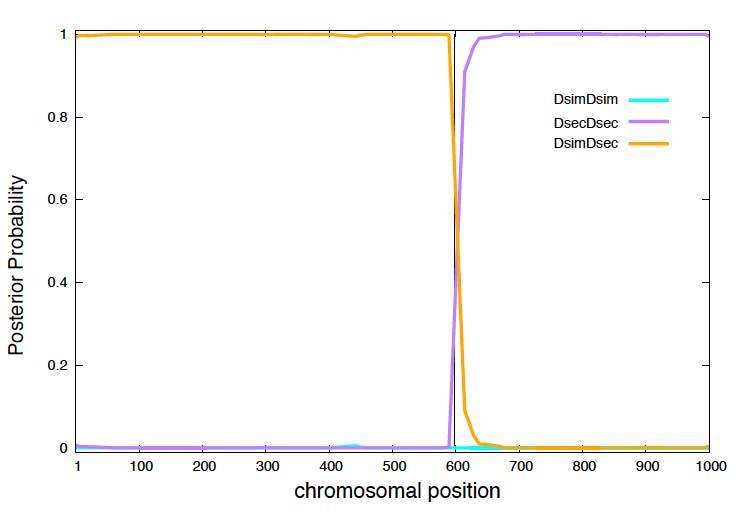 1
0.8
0.6
0.4
0.2
0
Posterior Probability
DsimDsim
DsecDsec
DsimDsec
1 100 200 300 400 500 600 700 800 900 1000
chromosomal position